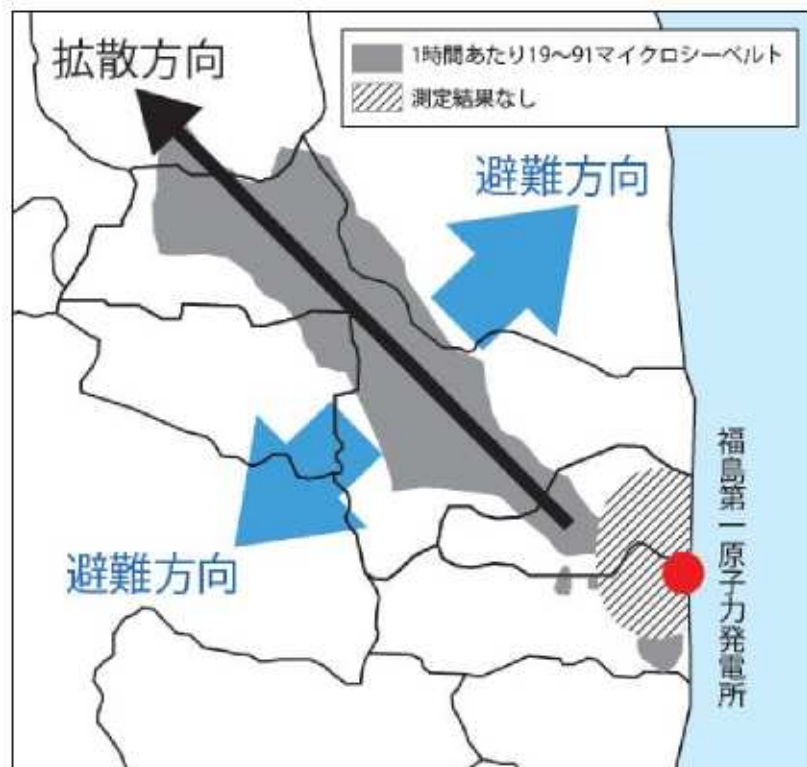 拡散方向
1時間あたり19～91マイクロシーベルト
測定結果なし
避難方向
避難方向
福島第一原子力発電所